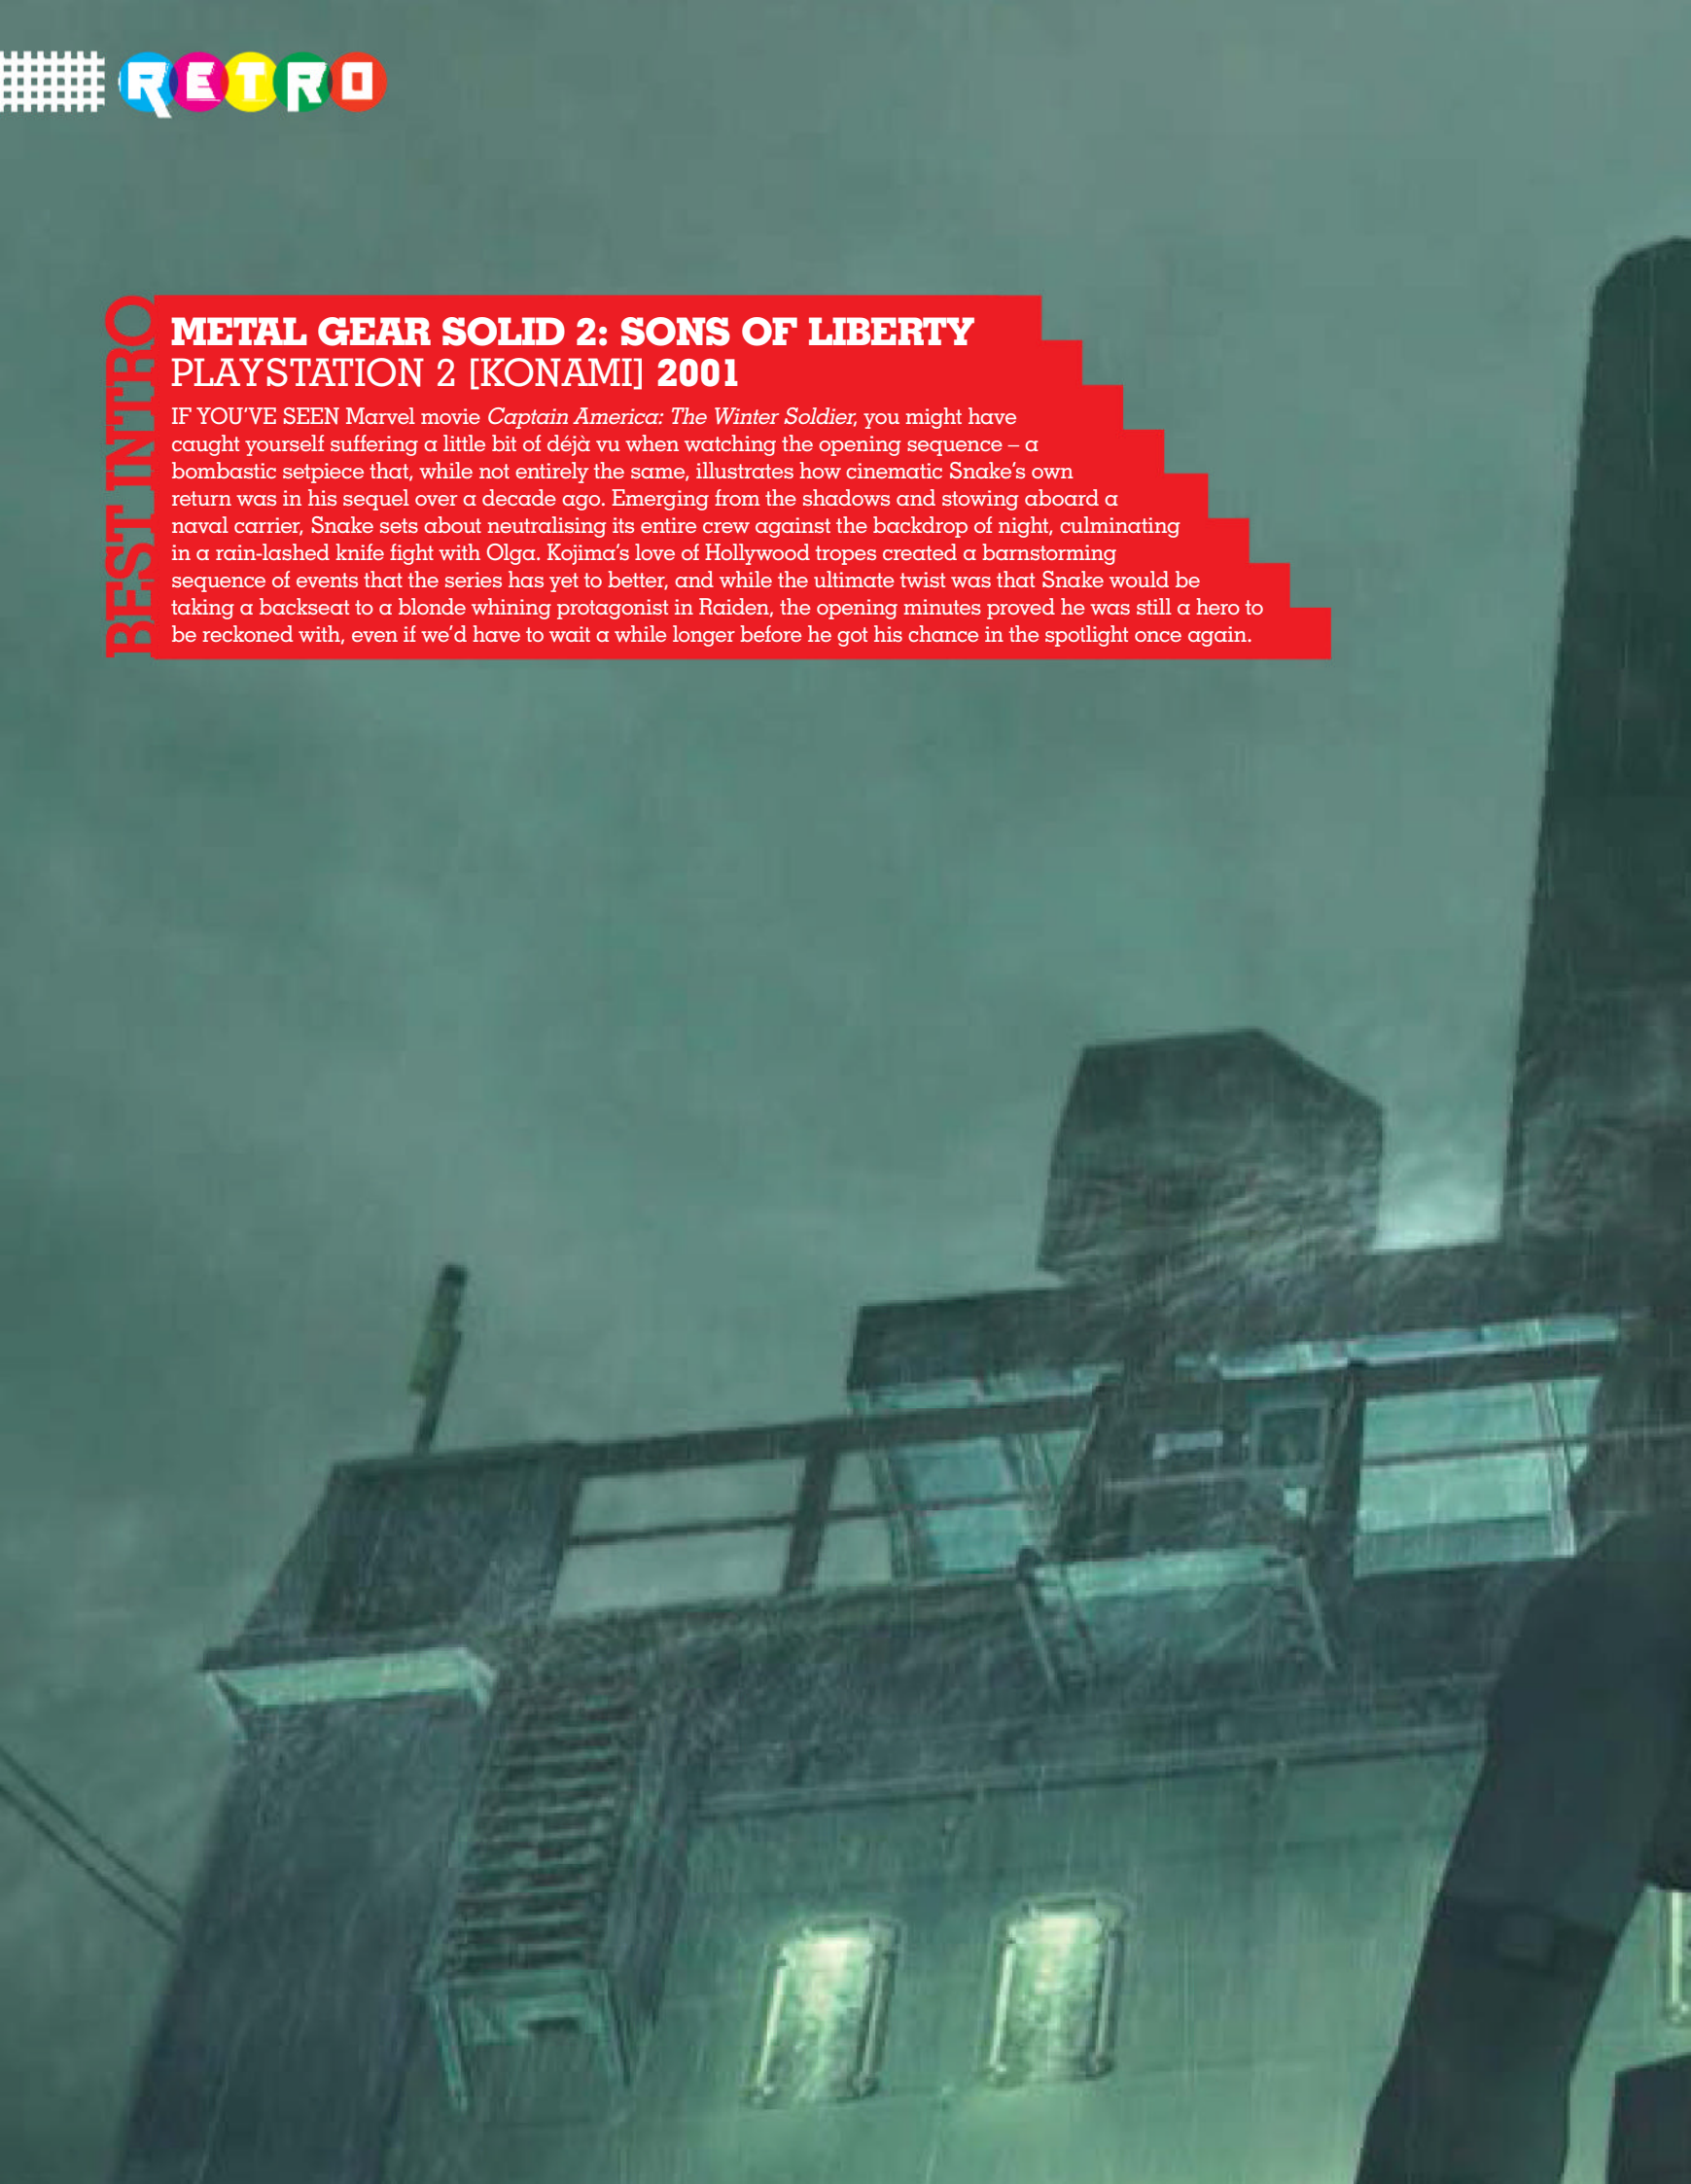 RETRO
BEST INTRO
METAL GEAR SOLID 2: SONS OF LIBERTY
PLAYSTATION 2 [KONAMI] 2001
IF YOU'VE SEEN Marvel movie Captain America: The Winter Soldier, you might have
caught yourself suffering a little bit of déjà vu when watching the opening sequence – a
bombastic setpiece that, while not entirely the same, illustrates how cinematic Snake's own
return was in his sequel over a decade ago. Emerging from the shadows and stowing aboard a
naval carrier, Snake sets about neutralising its entire crew against the backdrop of night, culminating
in a rain-lashed knife fight with Olga. Kojima's love of Hollywood tropes created a barnstorming
sequence of events that the series has yet to better, and while the ultimate twist was that Snake would be
taking a backseat to a blonde whining protagonist in Raiden, the opening minutes proved he was still a hero to
be reckoned with, even if we'd have to wait a while longer before he got his chance in the spotlight once again.